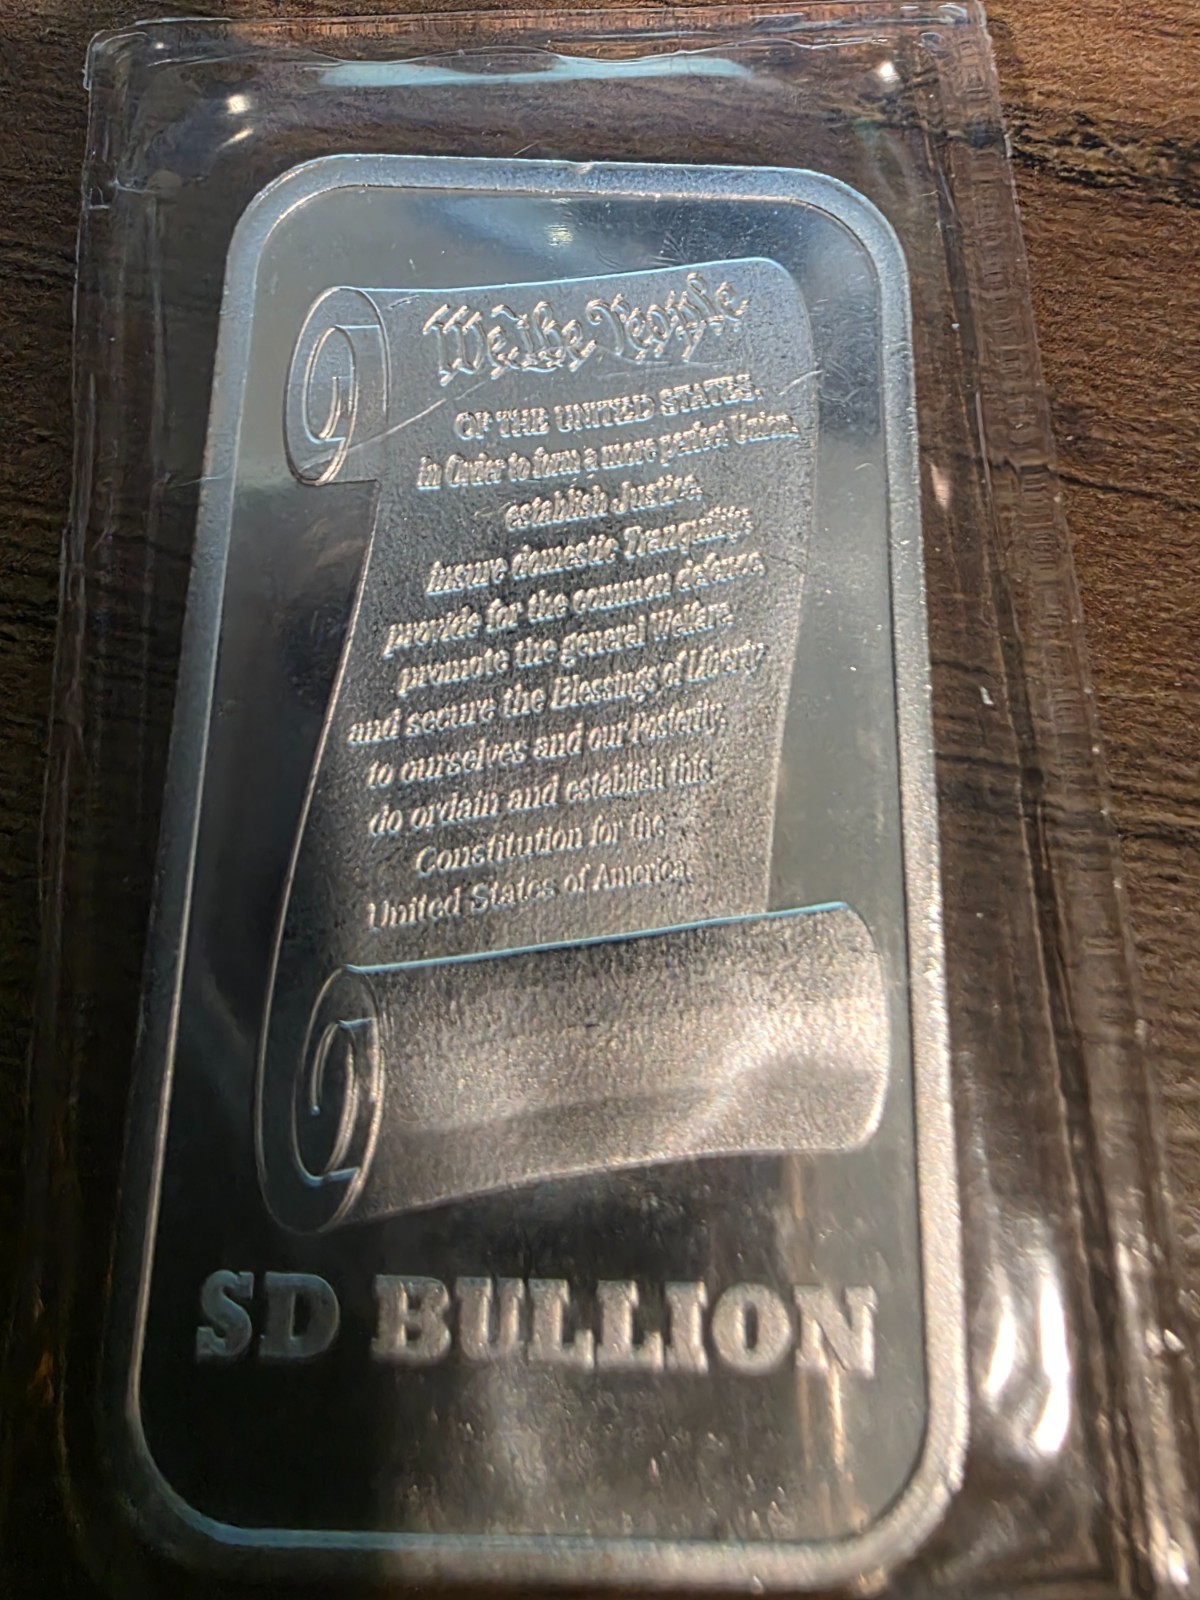 We the People
OF THE UNITED STATES,
in Order to form a more perfect Union,
establish Justice,
insure domestic Tranquility,
provide for the common defence,
promote the general Welfare
and secure the Blessings of Liberty
to ourselves and our Posterity,
do ordain and establish this
Constitution for the
United States of America.
SD BULLION